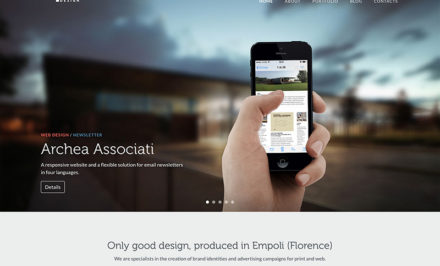 DESIGN
HOME ABOUT PORTFOLIO BLOG CONTACTS
WEB DESIGN / NEWSLETTER
Archea Associati
A responsive website and a flexible solution for email newsletters
in four languages.
Details
Only good design, produced in Empoli (Florence)
We are specialists in the creation of brand identities and advertising campaigns for print and web.